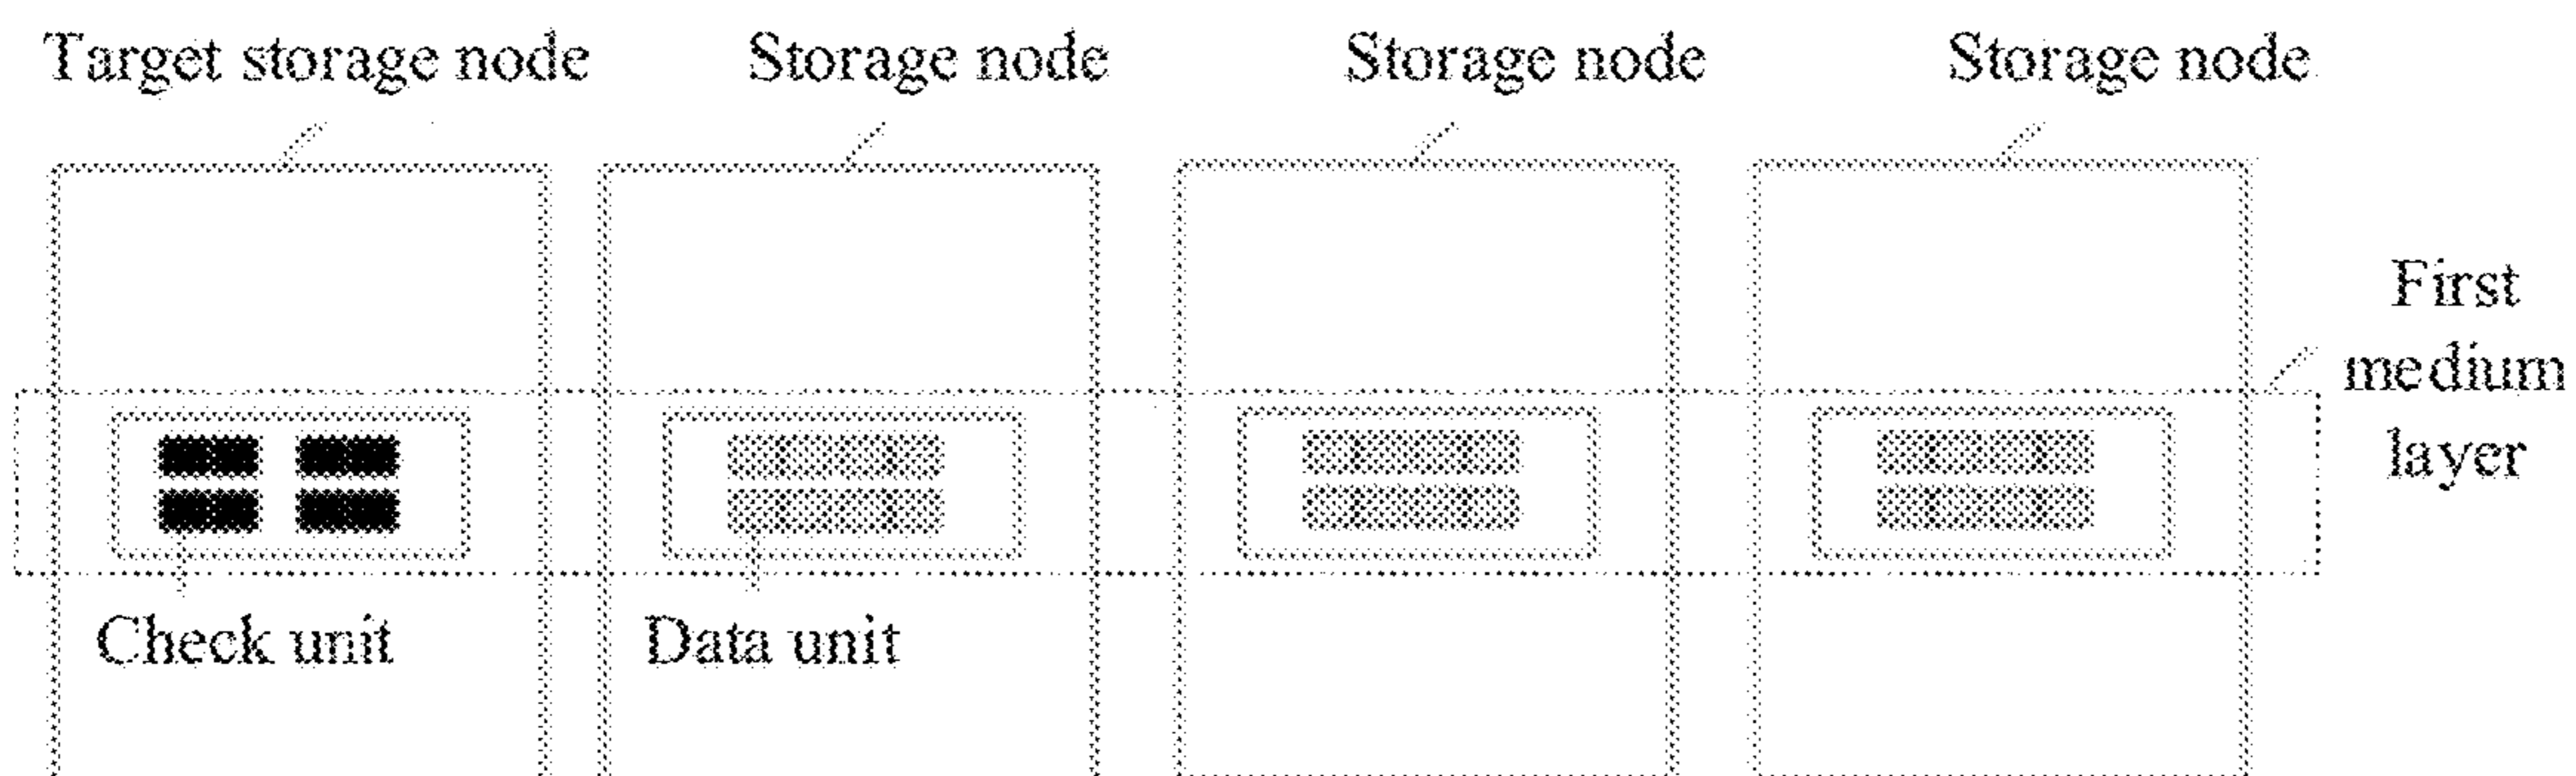 Target storage node
Storage node
Storage node
Storage node
First
medium
layer
Check unit
Data unit